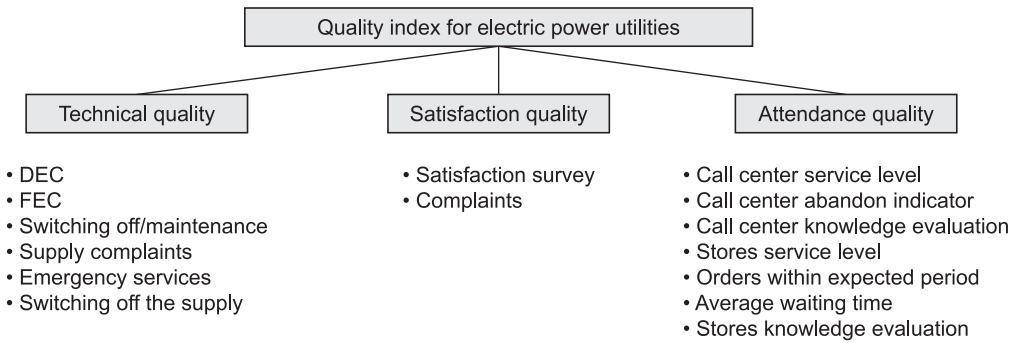 Quality index for electric power utilities
Technical quality
• DEC
• FEC
• Switching off/maintenance
• Supply complaints
• Emergency services
• Switching off the supply
Satisfaction quality
• Satisfaction survey
• Complaints
Attendance quality
• Call center service level
• Call center abandon indicator
• Call center knowledge evaluation
• Stores service level
• Orders within expected period
• Average waiting time
• Stores knowledge evaluation